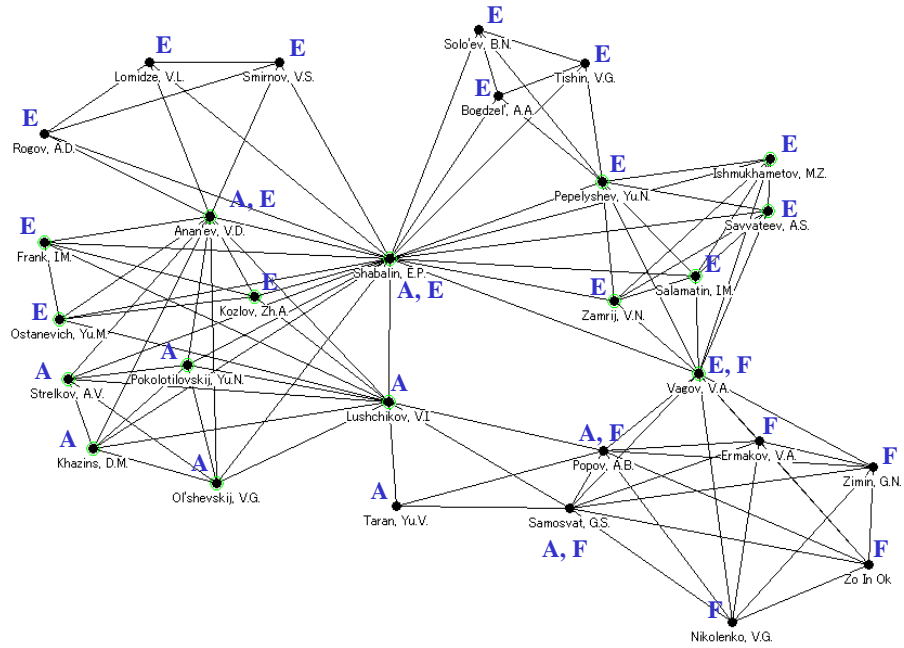 E
Solo'ev, B.N.
E
Lomidze, V.L.
E
Smirnov, V.S.
E
Tishin, V.G.
E
Bogdzel', A.A.
E
Rogov, A.D.
E
Ishmukhametov, M.Z.
E
Pepelyshev, Yu.N.
A, E
Anan'ev, V.D.
E
Savvateev, A.S.
E
Frank, I.M.
Shabalin, E.P.
A, E
E
Salamatin, I.M.
E
Kozlov, Zh.A.
E
Zamrij, V.N.
E
Ostanevich, Yu.M.
A
Pokolotilovskij, Yu.N.
A
Strelkov, A.V.
E, F
Vagov, V.A.
A
Lushchikov, V.I.
A
Khazins, D.M.
A, F
Popov, A.B.
F
Ermakov, V.A.
F
Zimin, G.N.
A
Ol'shevskij, V.G.
A
Taran, Yu.V.
Samosvat, G.S.
A, F
F
Zo In Ok
F
Nikolenko, V.G.